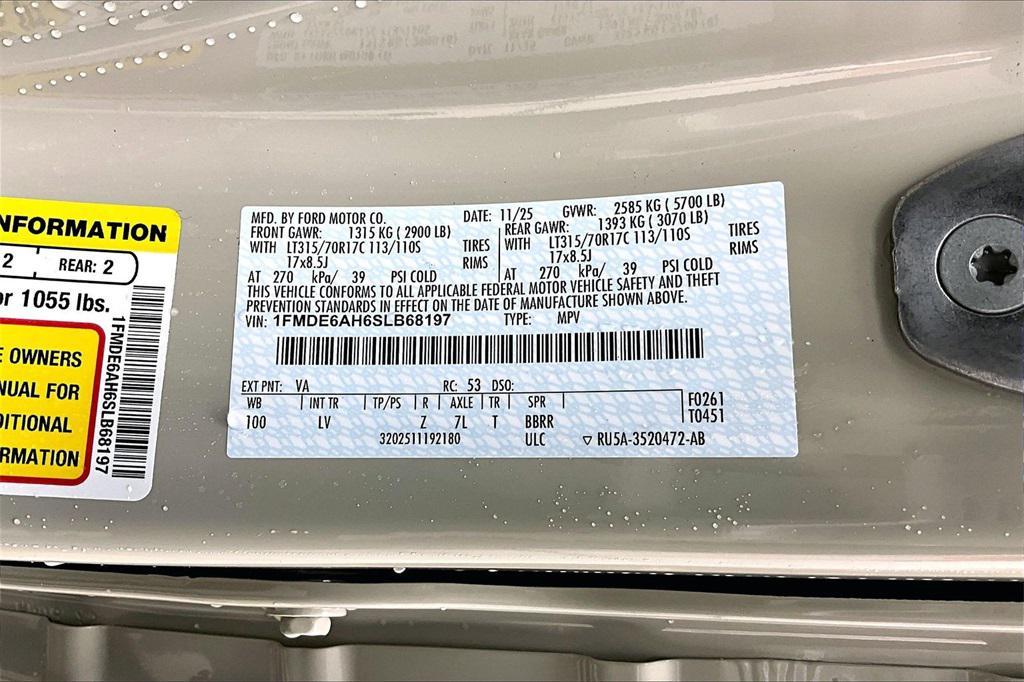 INFORMATION
2 REAR: 2
or 1055 lbs.
E OWNERS
NUAL FOR
DITIONAL
RMATION
1FMDE6AH6SLB68197
MFD. BY FORD MOTOR CO. DATE: 11/25 GVWR: 2585 KG ( 5700 LB)
FRONT GAWR: 1315 KG ( 2900 LB) REAR GAWR: 1393 KG ( 3070 LB)
WITH LT315/70R17C 113/110S TIRES WITH LT315/70R17C 113/110S TIRES
17x8.5J RIMS 17x8.5J RIMS
AT 270 kPa/ 39 PSI COLD AT 270 kPa/ 39 PSI COLD
THIS VEHICLE CONFORMS TO ALL APPLICABLE FEDERAL MOTOR VEHICLE SAFETY AND THEFT
PREVENTION STANDARDS IN EFFECT ON THE DATE OF MANUFACTURE SHOWN ABOVE.
VIN: 1FMDE6AH6SLB68197 TYPE: MPV
EXT PNT: VA RC: 53 DSO:
WB INT TR TP/PS R AXLE TR SPR F0261
100 LV Z 7L T BBRR T0451
3202511192180 ULC ▽ RU5A-3520472-AB